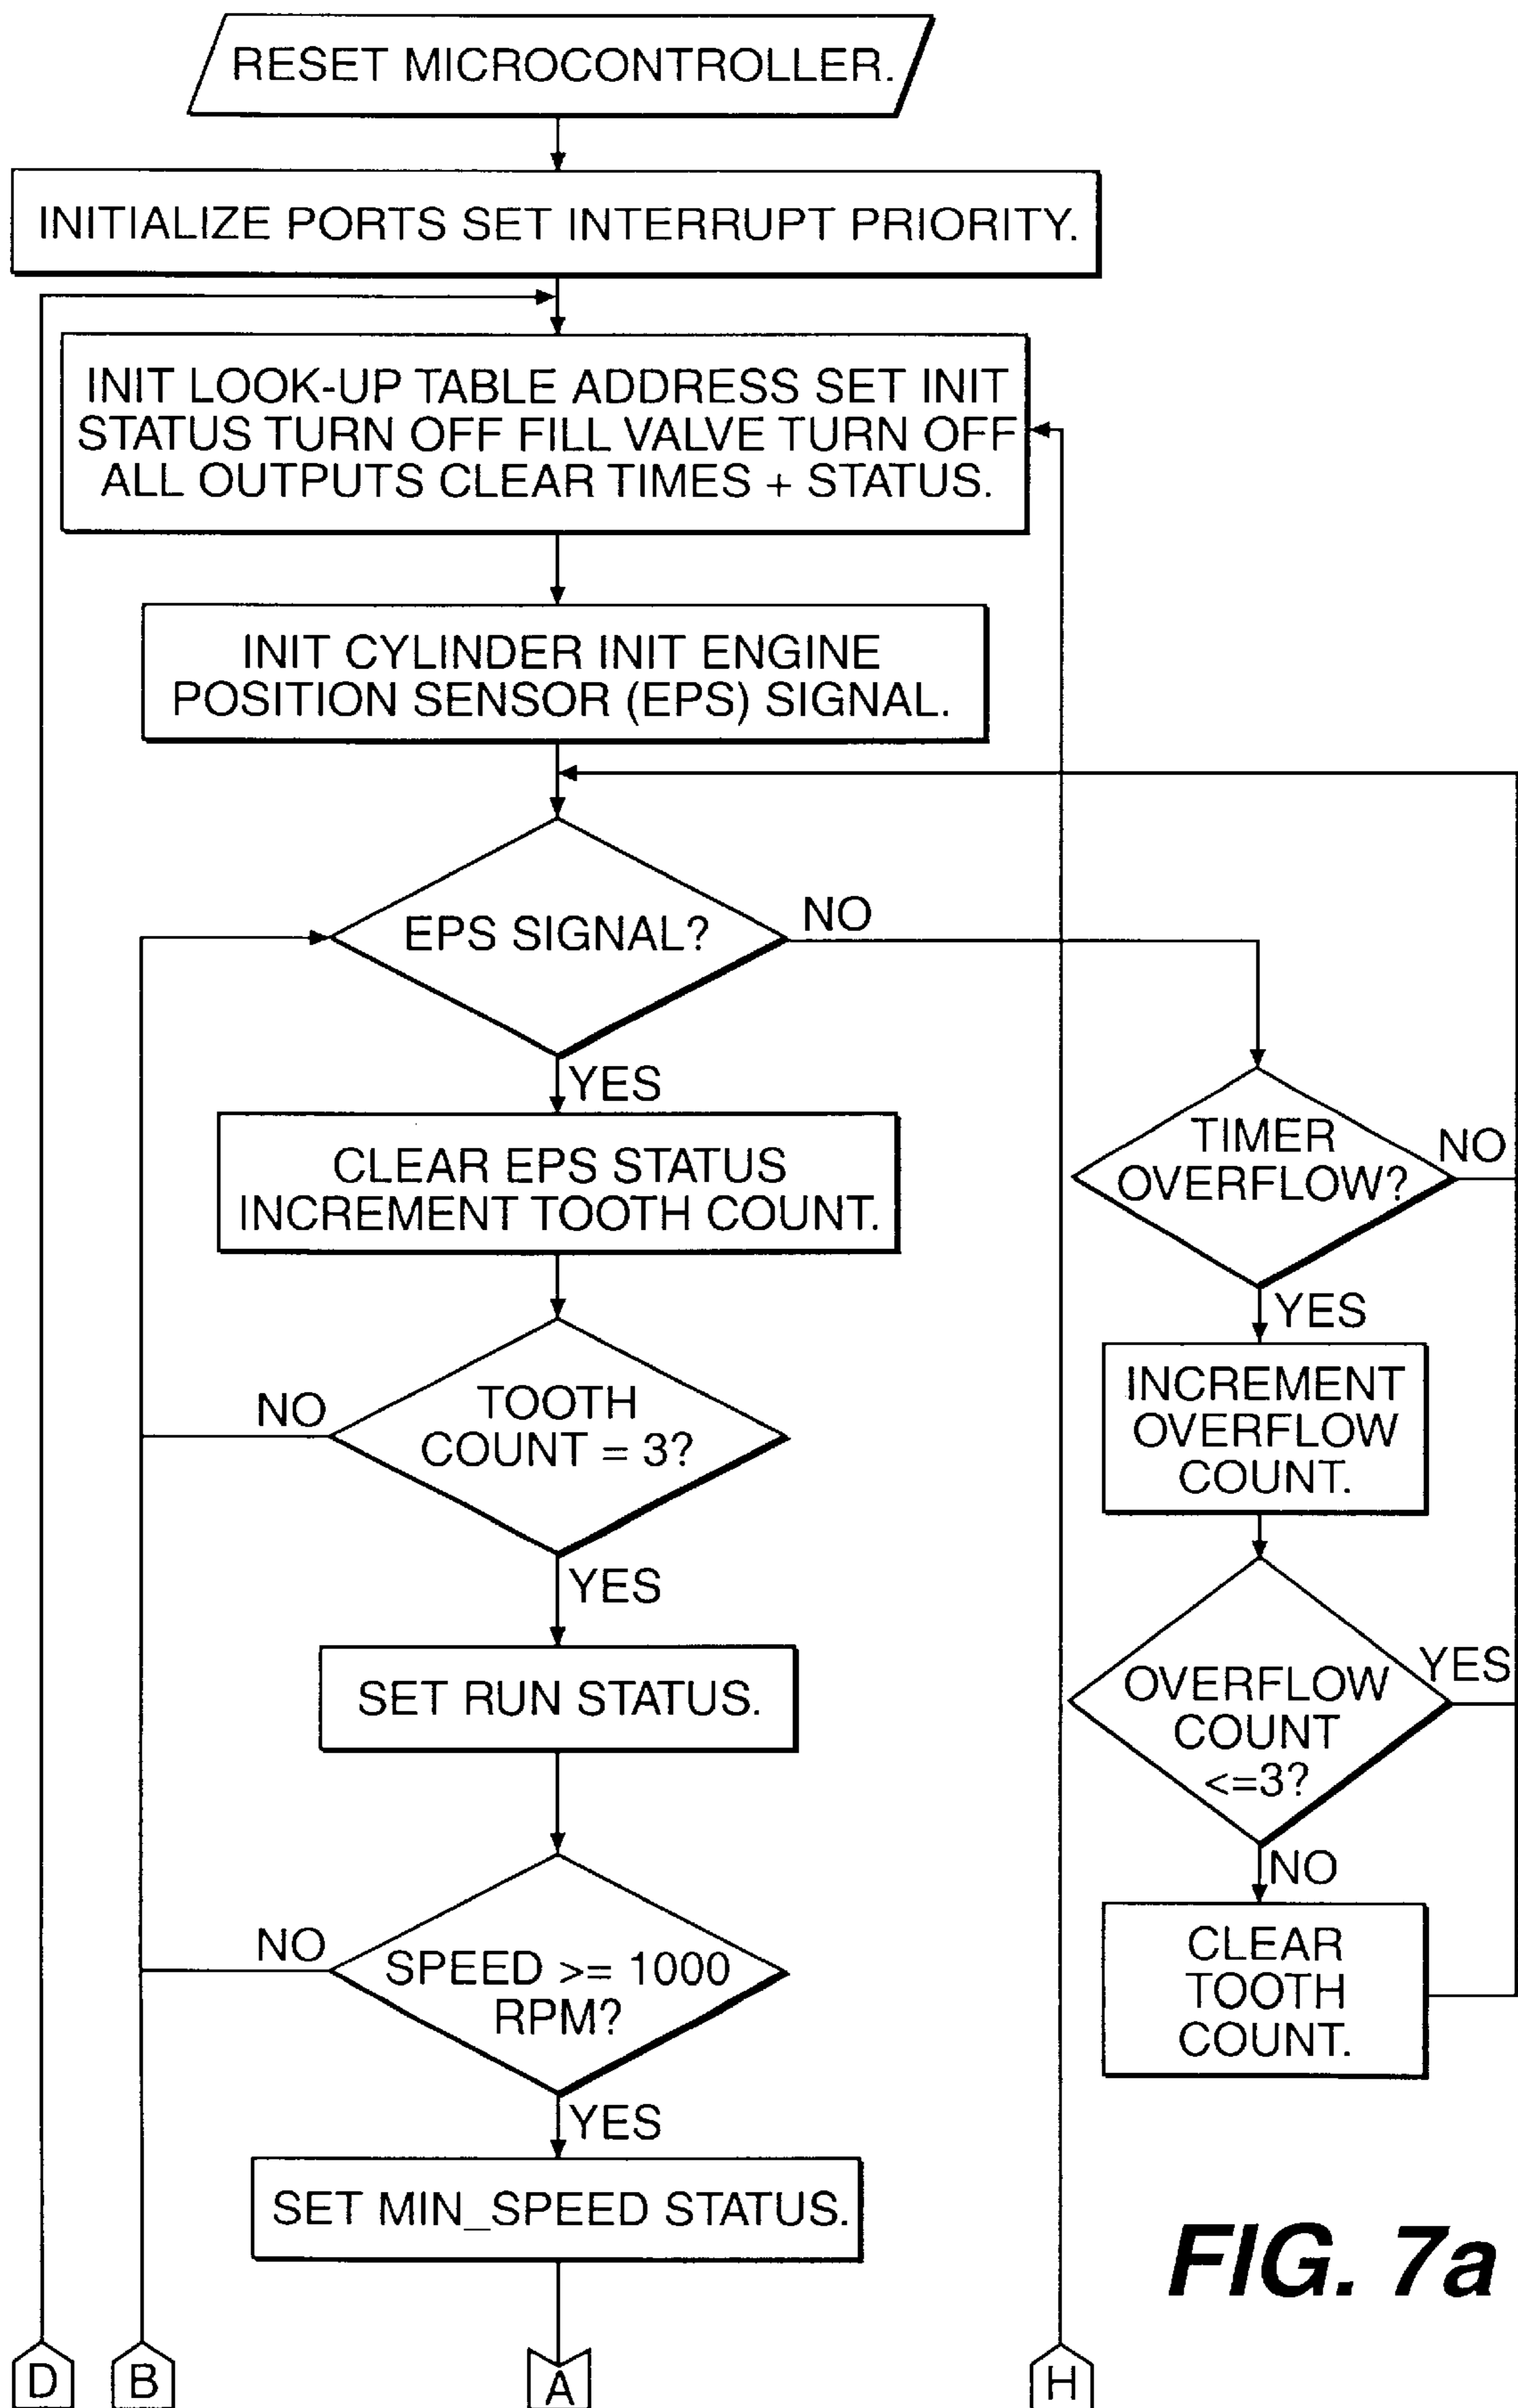 RESET MICROCONTROLLER.
INITIALIZE PORTS SET INTERRUPT PRIORITY.
INIT LOOK-UP TABLE ADDRESS SET INIT
STATUS TURN OFF FILL VALVE TURN OFF
ALL OUTPUTS CLEAR TIMES + STATUS.
INIT CYLINDER INIT ENGINE
POSITION SENSOR (EPS) SIGNAL.
EPS SIGNAL?
NO
YES
CLEAR EPS STATUS
INCREMENT TOOTH COUNT.
TIMER
OVERFLOW?
NO
YES
INCREMENT
OVERFLOW
COUNT.
TOOTH
COUNT = 3?
NO
YES
SET RUN STATUS.
OVERFLOW
COUNT
<=3?
YES
NO
CLEAR
TOOTH
COUNT.
SPEED >= 1000
RPM?
NO
YES
SET MIN_SPEED STATUS.
FIG. 7a
D
B
A
H